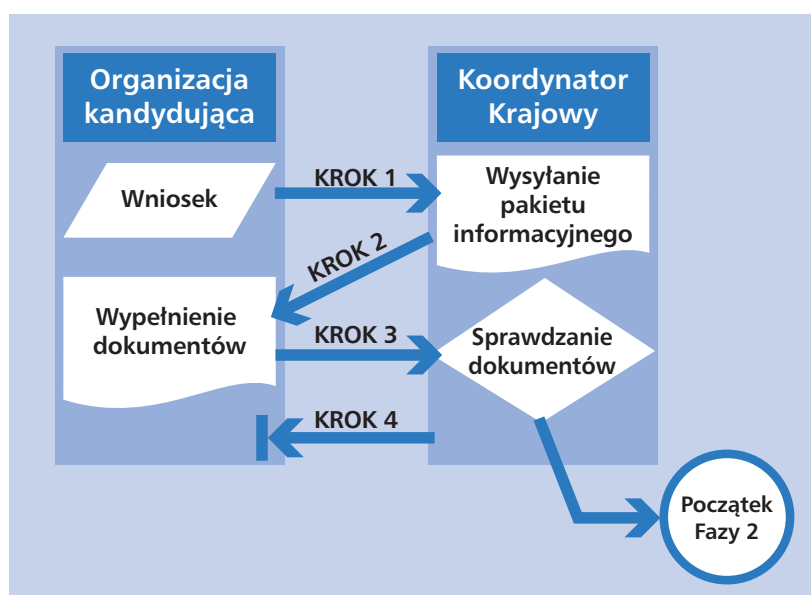 Organizacja
kandydująca
Koordynator
Krajowy
Wniosek
KROK 1
Wysyłanie
pakietu
informacyjnego
KROK 2
Wypełnienie
dokumentów
KROK 3
Sprawdzanie
dokumentów
KROK 4
Początek
Fazy 2